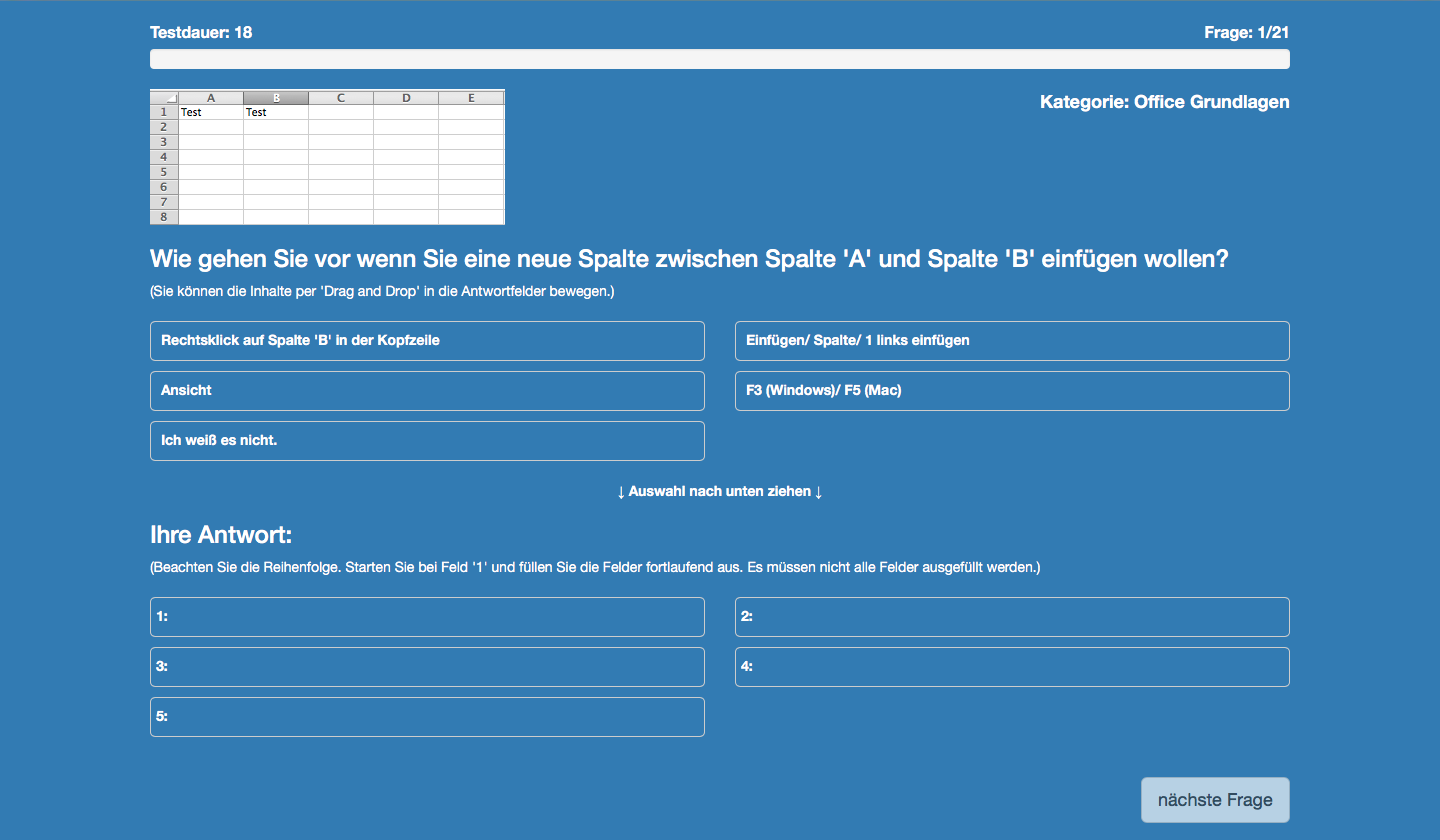 Testdauer: 18
Frage: 1/21
Kategorie: Office Grundlagen
A B C D E
1 Test Test
2
3
4
5
6
7
8
Wie gehen Sie vor wenn Sie eine neue Spalte zwischen Spalte 'A' und Spalte 'B' einfügen wollen?
(Sie können die Inhalte per 'Drag and Drop' in die Antwortfelder bewegen.)
Rechtsklick auf Spalte 'B' in der Kopfzeile
Einfügen/ Spalte/ 1 links einfügen
Ansicht
F3 (Windows)/ F5 (Mac)
Ich weiß es nicht.
↓ Auswahl nach unten ziehen ↓
Ihre Antwort:
(Beachten Sie die Reihenfolge. Starten Sie bei Feld '1' und füllen Sie die Felder fortlaufend aus. Es müssen nicht alle Felder ausgefüllt werden.)
1:
2:
3:
4:
5:
nächste Frage